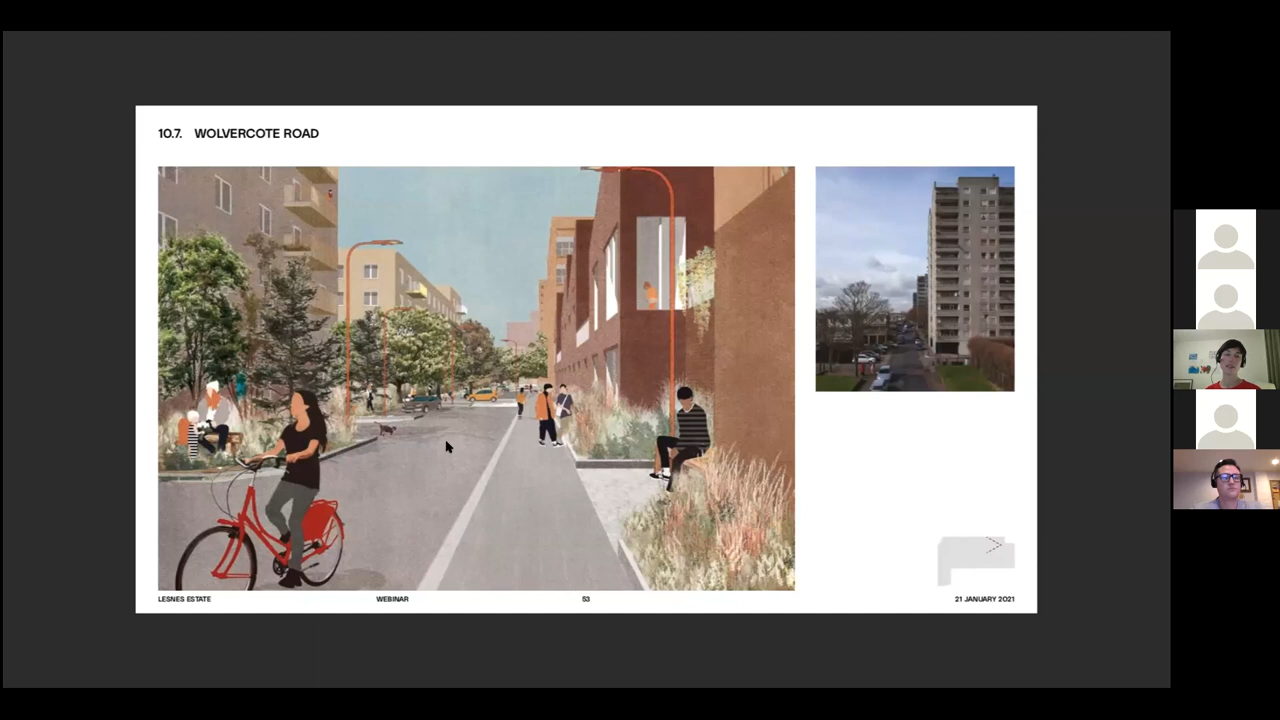 10.7. WOLVERCOTE ROAD
LESNES ESTATE
WEBINAR
53
21 JANUARY 2021